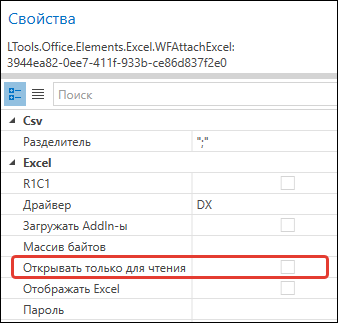 Свойства
LTools.Office.Elements.Excel.WFAttachExcel:
3944ea82-0ee7-411f-933b-ce86d837f2e0
Поиск
Csv
Разделитель ";"
Excel
R1C1
Драйвер DX
Загружать AddIn-ы
Массив байтов
Открывать только для чтения
Отображать Excel
Пароль